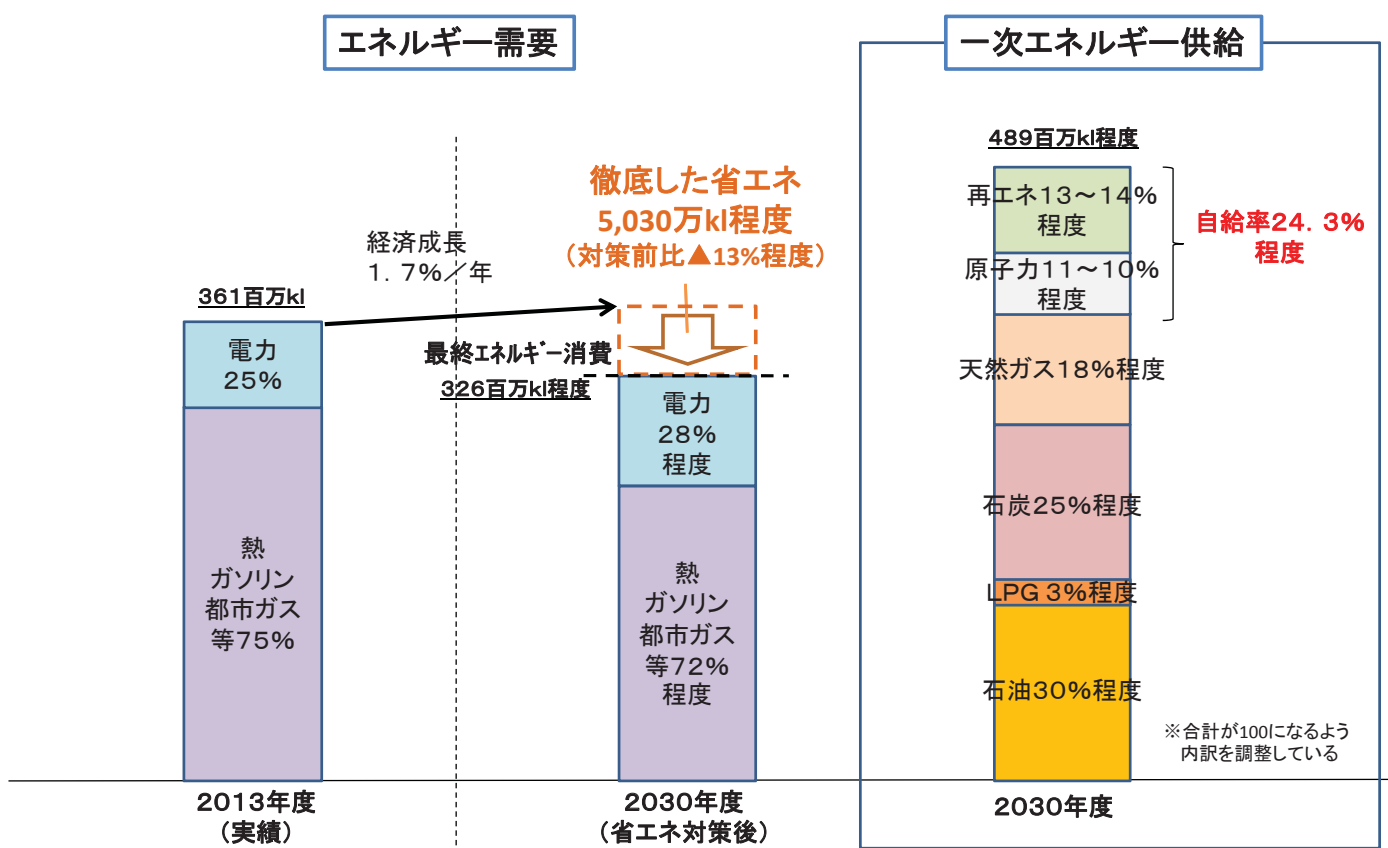 エネルギー需要
361百万kl
電力
25%
熱
ガソリン
都市ガス
等75%
2013年度
（実績）
経済成長
1．7%／年
徹底した省エネ
5,030万kl程度
（対策前比▲13%程度）
最終エネルギー消費
326百万kl程度
電力
28%
程度
熱
ガソリン
都市ガス
等72%
程度
2030年度
（省エネ対策後）
一次エネルギー供給
489百万kl程度
再エネ13～14%
程度
原子力11～10%
程度
自給率24．3%
程度
天然ガス18%程度
石炭25%程度
LPG 3%程度
石油30%程度
※合計が100になるよう
内訳を調整している
2030年度